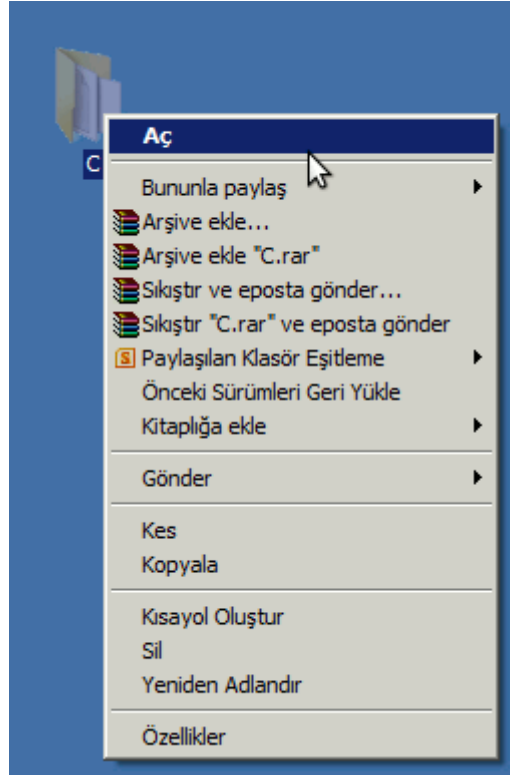 C
Aç
Bununla paylaş
Arşive ekle...
Arşive ekle "C.rar"
Sıkıştır ve eposta gönder...
Sıkıştır "C.rar" ve eposta gönder
S Paylaşılan Klasör Eşitleme
Önceki Sürümleri Geri Yükle
Kitaplığa ekle
Gönder
Kes
Kopyala
Kısayol Oluştur
Sil
Yeniden Adlandır
Özellikler